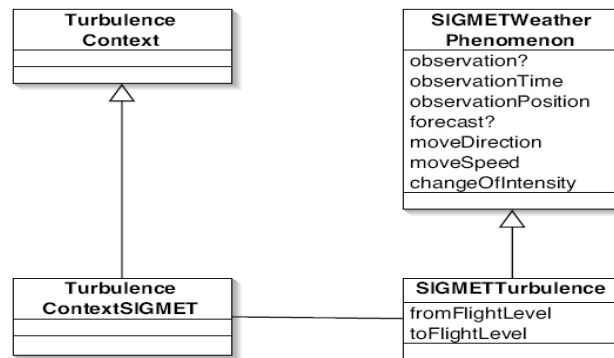 Turbulence
Context
SIGMETWeather
Phenomenon
observation?
observationTime
observationPosition
forecast?
moveDirection
moveSpeed
changeOfIntensity
Turbulence
ContextSIGMET
SIGMETTurbulence
fromFlightLevel
toFlightLevel